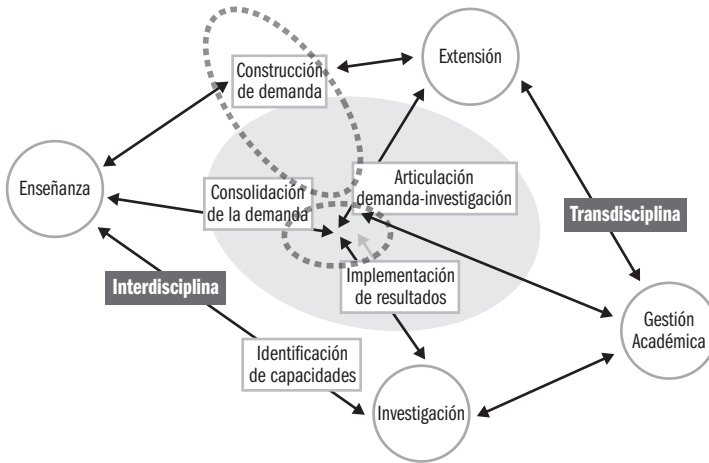 Construcción
de demanda
Extensión
Enseñanza
Consolidación
de la demanda
Articulación
demanda-investigación
Transdisciplina
Interdisciplina
Implementación
de resultados
Gestión
Académica
Identificación
de capacidades
Investigación